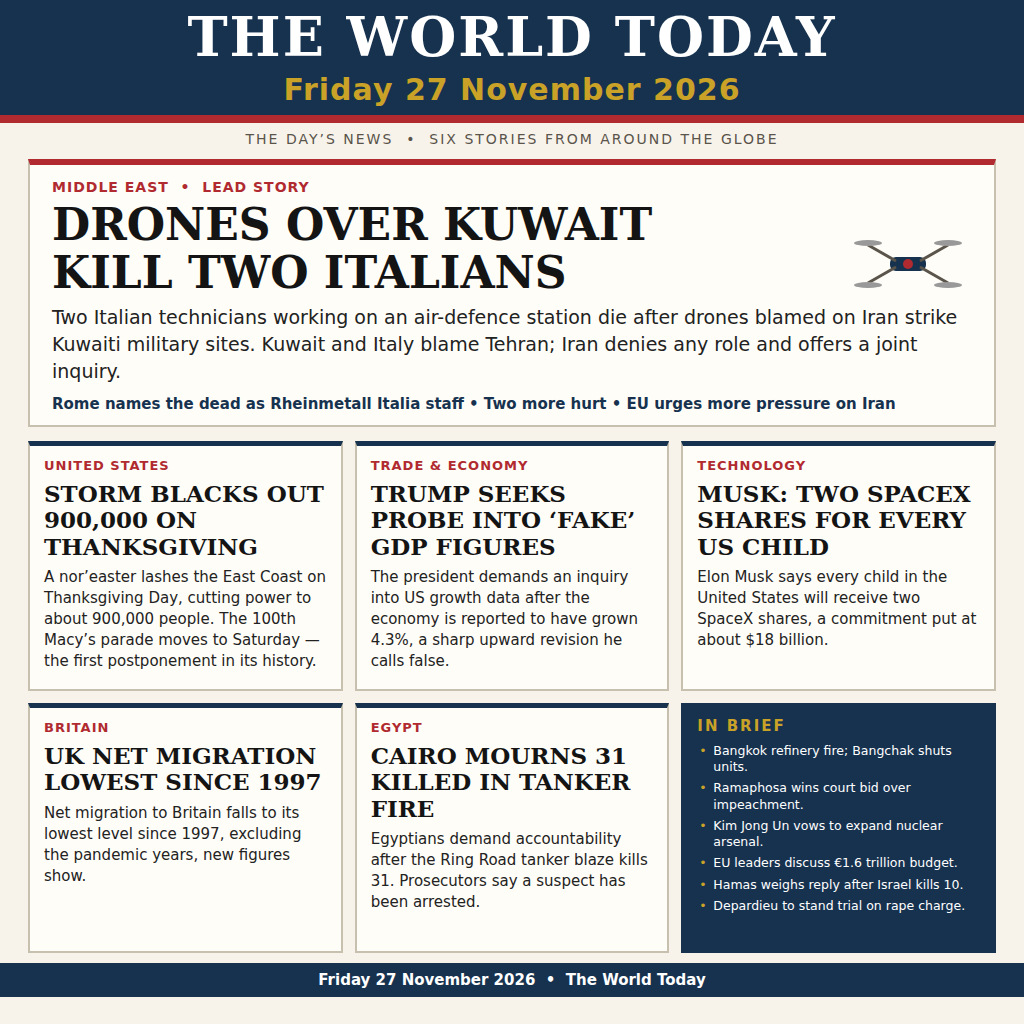 THE WORLD TODAY
Friday 27 November 2026
THE DAY’S NEWS • SIX STORIES FROM AROUND THE GLOBE
MIDDLE EAST • LEAD STORY
DRONES OVER KUWAIT
KILL TWO ITALIANS
Two Italian technicians working on an air-defence station die after drones blamed on Iran strike
Kuwaiti military sites. Kuwait and Italy blame Tehran; Iran denies any role and offers a joint
inquiry.
Rome names the dead as Rheinmetall Italia staff • Two more hurt • EU urges more pressure on Iran
UNITED STATES
STORM BLACKS OUT
900,000 ON
THANKSGIVING
A nor’easter lashes the East Coast on
Thanksgiving Day, cutting power to
about 900,000 people. The 100th
Macy’s parade moves to Saturday —
the first postponement in its history.
TRADE & ECONOMY
TRUMP SEEKS
PROBE INTO ‘FAKE’
GDP FIGURES
The president demands an inquiry
into US growth data after the
economy is reported to have grown
4.3%, a sharp upward revision he
calls false.
TECHNOLOGY
MUSK: TWO SPACEX
SHARES FOR EVERY
US CHILD
Elon Musk says every child in the
United States will receive two
SpaceX shares, a commitment put at
about $18 billion.
BRITAIN
UK NET MIGRATION
LOWEST SINCE 1997
Net migration to Britain falls to its
lowest level since 1997, excluding
the pandemic years, new figures
show.
EGYPT
CAIRO MOURNS 31
KILLED IN TANKER
FIRE
Egyptians demand accountability
after the Ring Road tanker blaze kills
31. Prosecutors say a suspect has
been arrested.
IN BRIEF
• Bangkok refinery fire; Bangchak shuts
units.
• Ramaphosa wins court bid over
impeachment.
• Kim Jong Un vows to expand nuclear
arsenal.
• EU leaders discuss €1.6 trillion budget.
• Hamas weighs reply after Israel kills 10.
• Depardieu to stand trial on rape charge.
Friday 27 November 2026 • The World Today